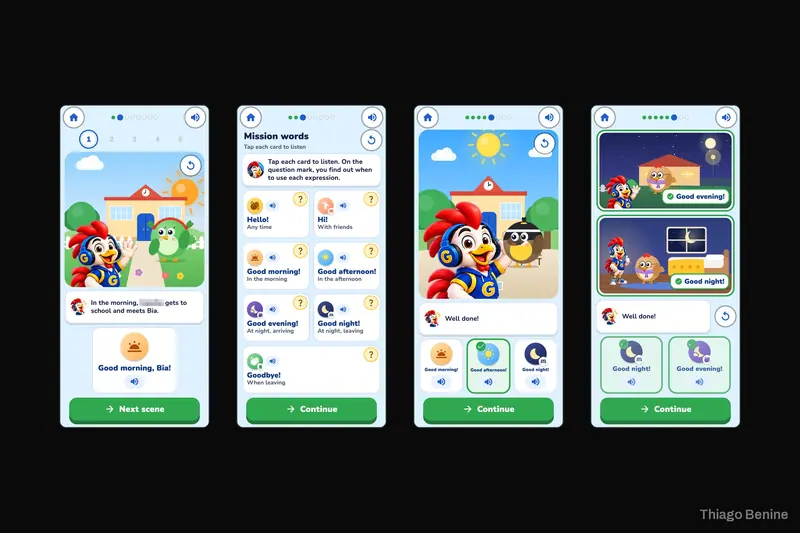 1 2 3 4 5
G
In the morning, gets to
school and meets Bia.
Good morning, Bia!
→ Next scene
Mission words
Tap each card to listen
Tap each card to listen. On the
question mark, you find out when
to use each expression.
?
Hello!
Any time
?
Hi!
With friends
?
Good morning!
In the morning
?
Good afternoon!
In the afternoon
?
Good evening!
At night, arriving
?
Good night!
At night, leaving
?
Goodbye!
When leaving
→ Continue
G
Well done!
Good morning!
Good afternoon!
Good night!
→ Continue
Good evening!
Good night!
Well done!
Good night!
Good evening!
→ Continue
Thiago Benine